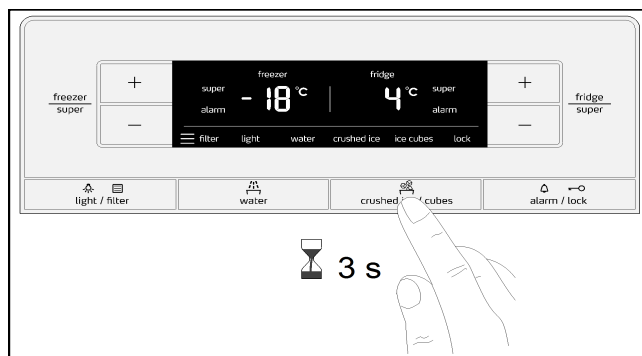 freezer fridge
super - 18 °C 4 °C super
alarm alarm
filter light water crushed ice ice cubes lock
freezer
super
+
−
+
−
fridge
super
light / filter water crushed ice / cubes alarm / lock
3 s